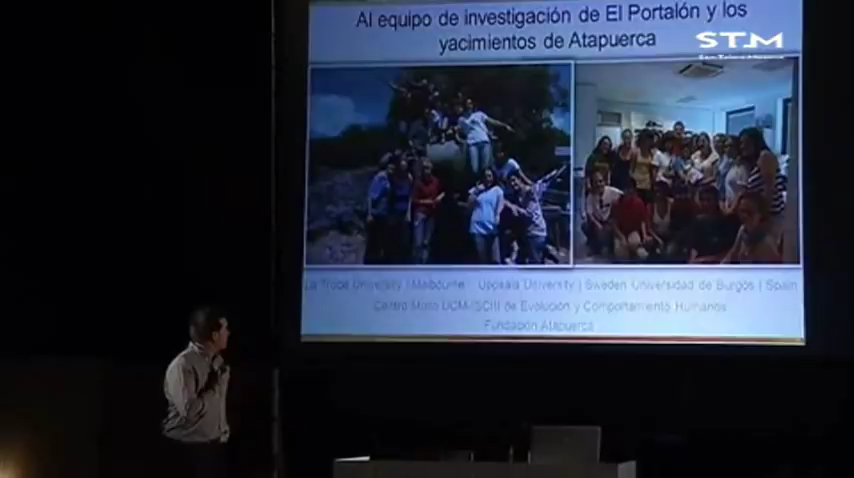 Al equipo de investigación de El Portalón y los
yacimientos de Atapuerca
STM
La Trobe University | Melbourne Uppsala University | Sweden Universidad de Burgos | Spain
Centro Mixto UCM-ISCIII de Evolución y Comportamiento Humanos
Fundación Atapuerca